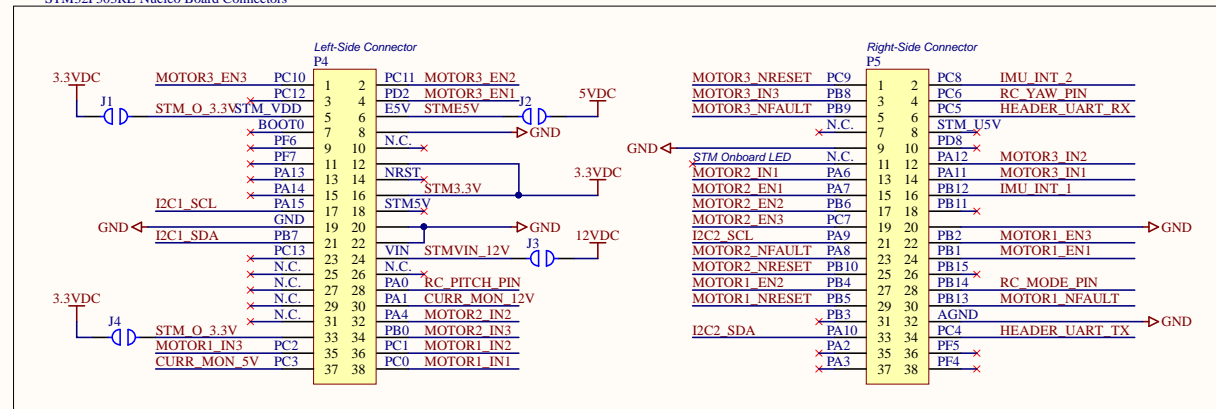 STM32F303RE Nucleo Board Connectors
Left-Side Connector Right-Side Connector
P4 P5
3.3VDC MOTOR3_EN3 PC10 1 2 PC11 MOTOR3_EN2 MOTOR3_NRESET PC9 1 2 PC8 IMU_INT_2
PC12 3 4 PD2 MOTOR3_EN1 MOTOR3_IN3 PB8 3 4 PC6 RC_YAW_PIN
J1 STM_O_3.3V STM_VDD 5 6 E5V STME5V J2 5VDC MOTOR3_NFAULT PB9 5 6 PC5 HEADER_UART_RX
BOOT0 7 8 GND N.C. 7 8 STM_U5V
PF6 9 10 N.C. GND 9 10 PD8
PF7 11 12 STM Onboard LED N.C. 11 12 PA12 MOTOR3_IN2
PA13 13 14 NRST 3.3VDC MOTOR2_IN1 PA6 13 14 PA11 MOTOR3_IN1
PA14 15 16 STM3.3V MOTOR2_EN1 PA7 15 16 PB12 IMU_INT_1
I2C1_SCL PA15 17 18 STM5V MOTOR2_EN2 PB6 17 18 PB11
GND GND 19 20 GND MOTOR2_EN3 PC7 19 20 GND
I2C1_SDA PB7 21 22 12VDC I2C2_SCL PA9 21 22 PB2 MOTOR1_EN3
PC13 23 24 VIN STMVIN_12V J3 MOTOR2_NFAULT PA8 23 24 PB1 MOTOR1_EN1
N.C. 25 26 N.C. MOTOR2_NRESET PB10 25 26 PB15
N.C. 27 28 PA0 RC_PITCH_PIN MOTOR1_EN2 PB4 27 28 PB14 RC_MODE_PIN
3.3VDC N.C. 29 30 PA1 CURR_MON_12V MOTOR1_NRESET PB5 29 30 PB13 MOTOR1_NFAULT
N.C. 31 32 PA4 MOTOR2_IN2 PB3 31 32 AGND GND
J4 STM_O_3.3V 33 34 PB0 MOTOR2_IN3 I2C2_SDA PA10 33 34 PC4 HEADER_UART_TX
MOTOR1_IN3 PC2 35 36 PC1 MOTOR1_IN2 PA2 35 36 PF5
CURR_MON_5V PC3 37 38 PC0 MOTOR1_IN1 PA3 37 38 PF4